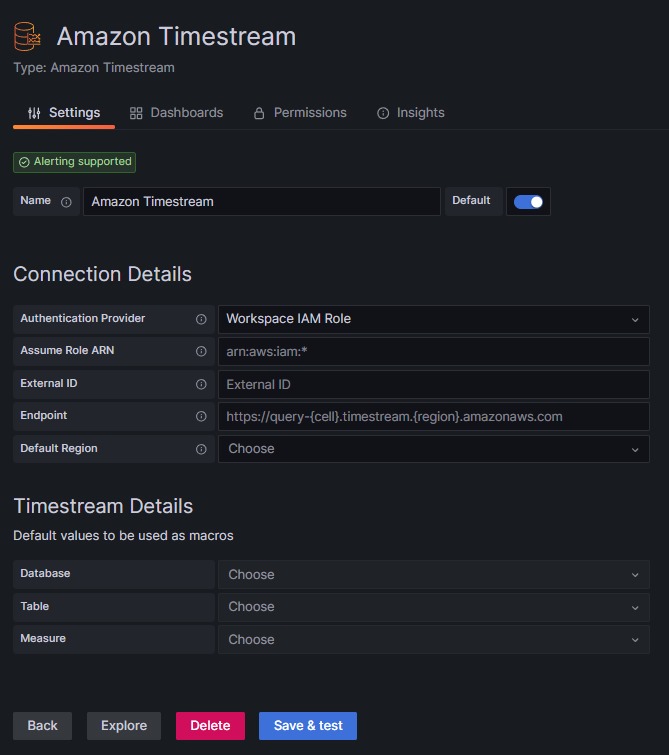 Amazon Timestream
Type: Amazon Timestream
Settings Dashboards Permissions Insights
Alerting supported
Name Amazon Timestream Default
Connection Details
Authentication Provider Workspace IAM Role
Assume Role ARN arn:aws:iam:*
External ID External ID
Endpoint https://query-{cell}.timestream.{region}.amazonaws.com
Default Region Choose
Timestream Details
Default values to be used as macros
Database Choose
Table Choose
Measure Choose
Back Explore Delete Save & test